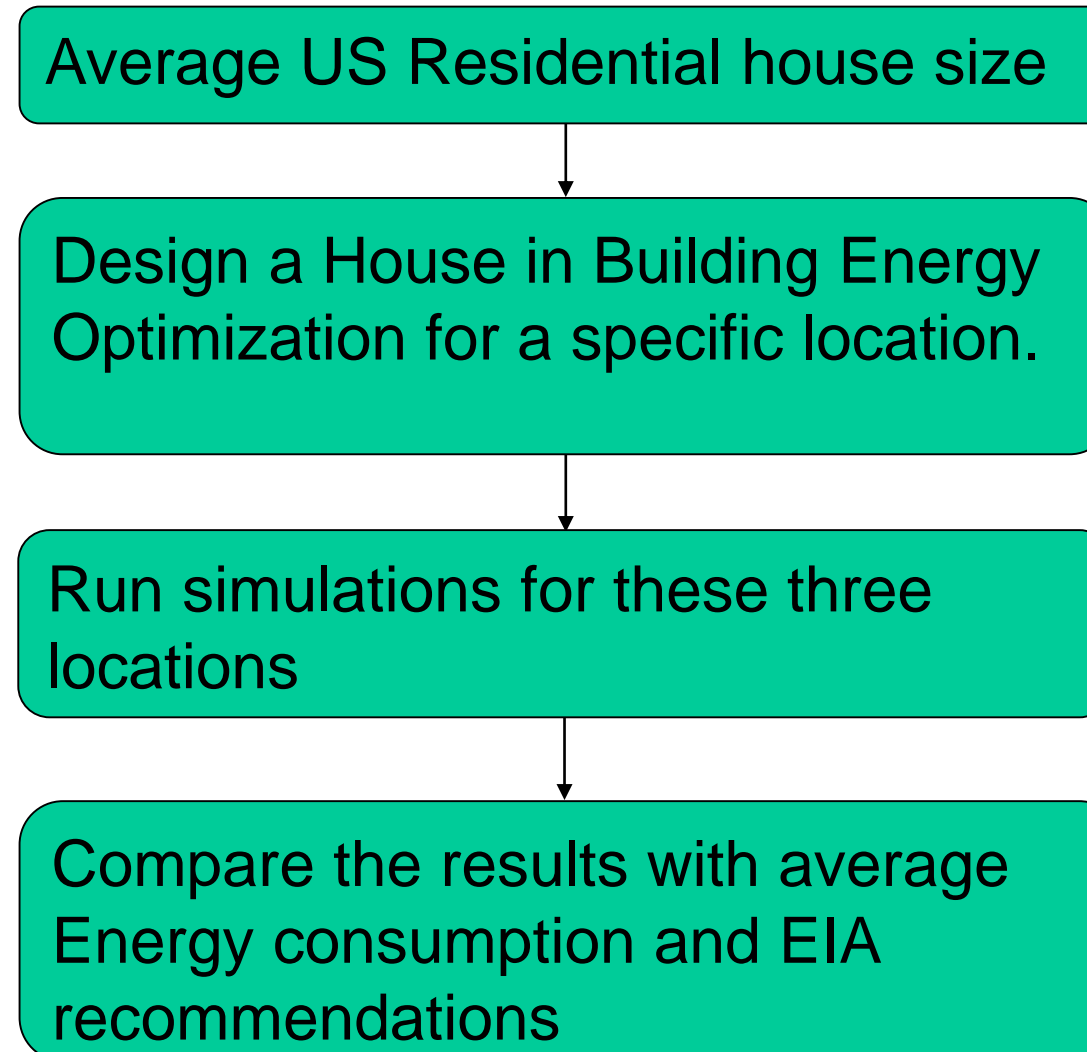 Average US Residential house size
Design a House in Building Energy
Optimization for a specific location.
Run simulations for these three
locations
Compare the results with average
Energy consumption and EIA
recommendations